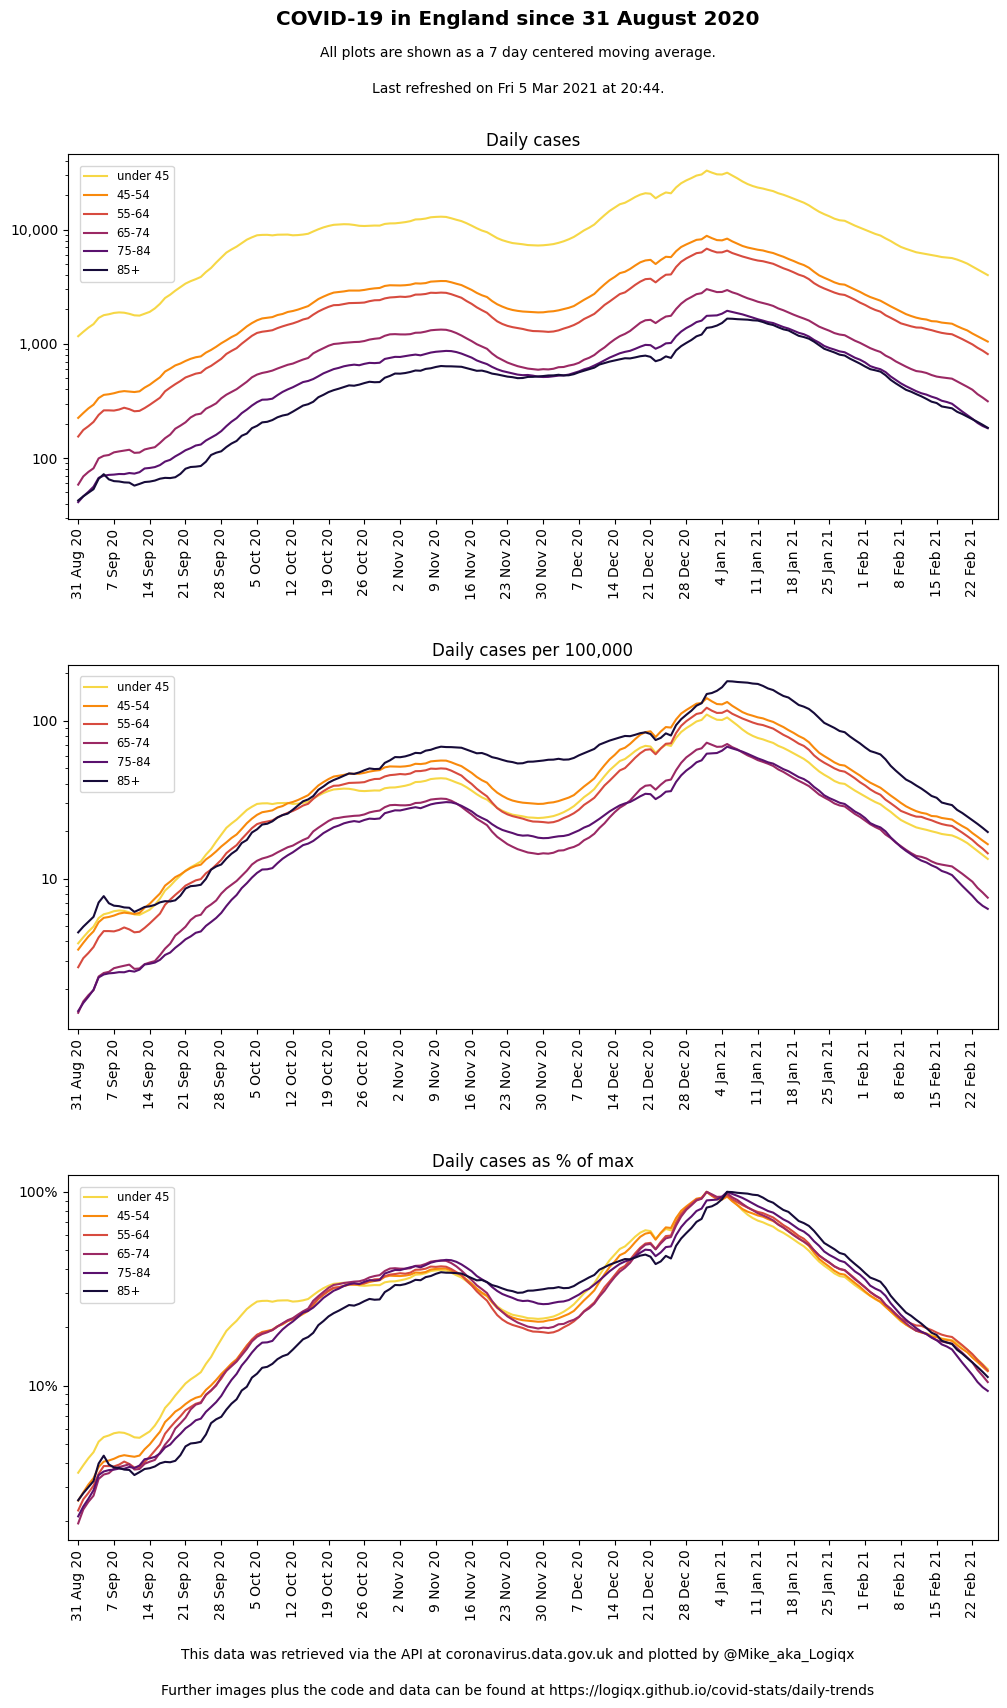 COVID-19 in England since 31 August 2020
All plots are shown as a 7 day centered moving average.
Last refreshed on Fri 5 Mar 2021 at 20:44.
Daily cases
under 45
45-54
55-64
65-74
75-84
85+
10,000
1,000
100
31 Aug 20
7 Sep 20
14 Sep 20
21 Sep 20
28 Sep 20
5 Oct 20
12 Oct 20
19 Oct 20
26 Oct 20
2 Nov 20
9 Nov 20
16 Nov 20
23 Nov 20
30 Nov 20
7 Dec 20
14 Dec 20
21 Dec 20
28 Dec 20
4 Jan 21
11 Jan 21
18 Jan 21
25 Jan 21
1 Feb 21
8 Feb 21
15 Feb 21
22 Feb 21
Daily cases per 100,000
under 45
45-54
55-64
65-74
75-84
85+
100
10
31 Aug 20
7 Sep 20
14 Sep 20
21 Sep 20
28 Sep 20
5 Oct 20
12 Oct 20
19 Oct 20
26 Oct 20
2 Nov 20
9 Nov 20
16 Nov 20
23 Nov 20
30 Nov 20
7 Dec 20
14 Dec 20
21 Dec 20
28 Dec 20
4 Jan 21
11 Jan 21
18 Jan 21
25 Jan 21
1 Feb 21
8 Feb 21
15 Feb 21
22 Feb 21
Daily cases as % of max
under 45
45-54
55-64
65-74
75-84
85+
100%
10%
31 Aug 20
7 Sep 20
14 Sep 20
21 Sep 20
28 Sep 20
5 Oct 20
12 Oct 20
19 Oct 20
26 Oct 20
2 Nov 20
9 Nov 20
16 Nov 20
23 Nov 20
30 Nov 20
7 Dec 20
14 Dec 20
21 Dec 20
28 Dec 20
4 Jan 21
11 Jan 21
18 Jan 21
25 Jan 21
1 Feb 21
8 Feb 21
15 Feb 21
22 Feb 21
This data was retrieved via the API at coronavirus.data.gov.uk and plotted by @Mike_aka_Logiqx
Further images plus the code and data can be found at https://logiqx.github.io/covid-stats/daily-trends